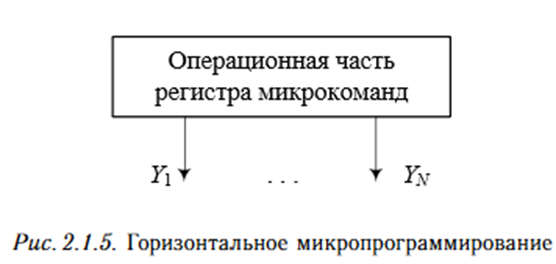 Операционная часть
регистра микрокоманд
Y1 . . . YN
Рис. 2.1.5. Горизонтальное микропрограммирование